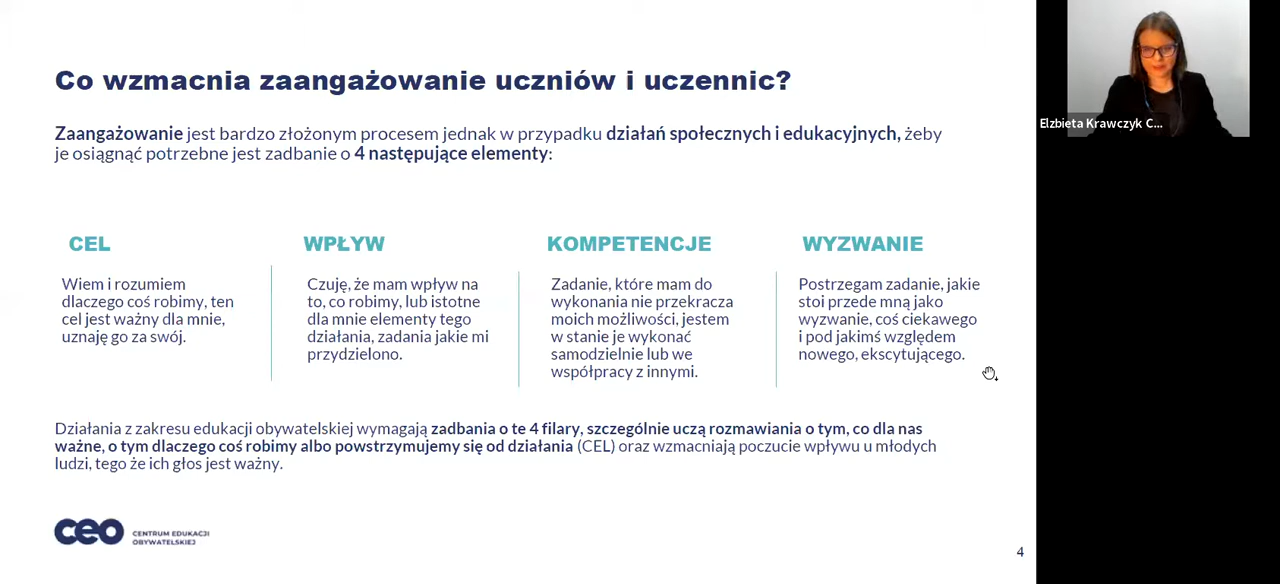 Co wzmacnia zaangażowanie uczniów i uczennic?
Zaangażowanie jest bardzo złożonym procesem jednak w przypadku działań społecznych i edukacyjnych, żeby
je osiągnąć potrzebne jest zadbanie o 4 następujące elementy:
CEL
Wiem i rozumiem
dlaczego coś robimy, ten
cel jest ważny dla mnie,
uznaję go za swój.
WPŁYW
Czuję, że mam wpływ na
to, co robimy, lub istotne
dla mnie elementy tego
działania, zadania jakie mi
przydzielono.
KOMPETENCJE
Zadanie, które mam do
wykonania nie przekracza
moich możliwości, jestem
w stanie je wykonać
samodzielnie lub we
współpracy z innymi.
WYZWANIE
Postrzegam zadanie, jakie
stoi przede mną jako
wyzwanie, coś ciekawego
i pod jakimś względem
nowego, ekscytującego.
Działania z zakresu edukacji obywatelskiej wymagają zadbania o te 4 filary, szczególnie uczą rozmawiania o tym, co dla nas
ważne, o tym dlaczego coś robimy albo powstrzymujemy się od działania (CEL) oraz wzmacniają poczucie wpływu u młodych
ludzi, tego że ich głos jest ważny.
ceo
CENTRUM EDUKACJI
OBYWATELSKIEJ
4
Elzbieta Krawczyk C...